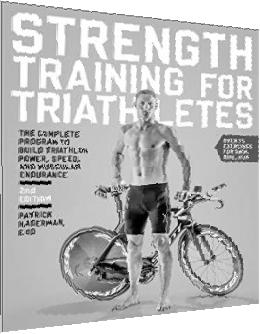 STRENGTH
TRAINING FOR
TRIATHLETES
THE COMPLETE
PROGRAM TO
BUILD TRIATHLON
POWER, SPEED,
AND MUSCULAR
ENDURANCE
2ND
EDITION
PATRICK
HAGERMAN,
EdD